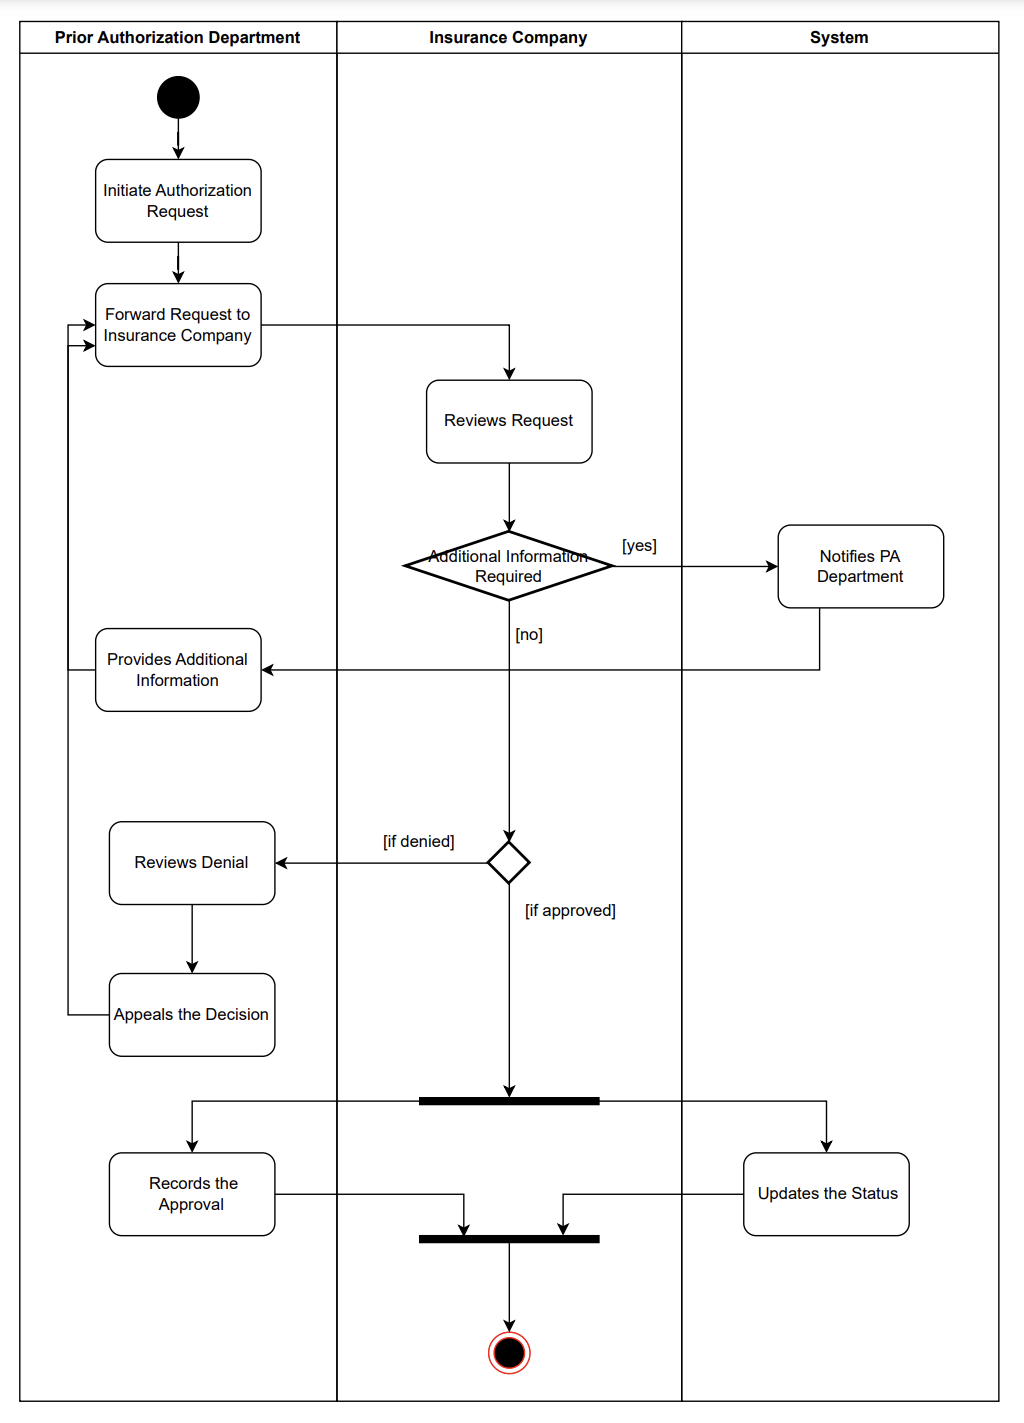 Prior Authorization Department
Insurance Company
System
Initiate Authorization
Request
Forward Request to
Insurance Company
Reviews Request
Additional Information
Required
[yes]
Notifies PA
Department
[no]
Provides Additional
Information
[if denied]
Reviews Denial
[if approved]
Appeals the Decision
Records the
Approval
Updates the Status